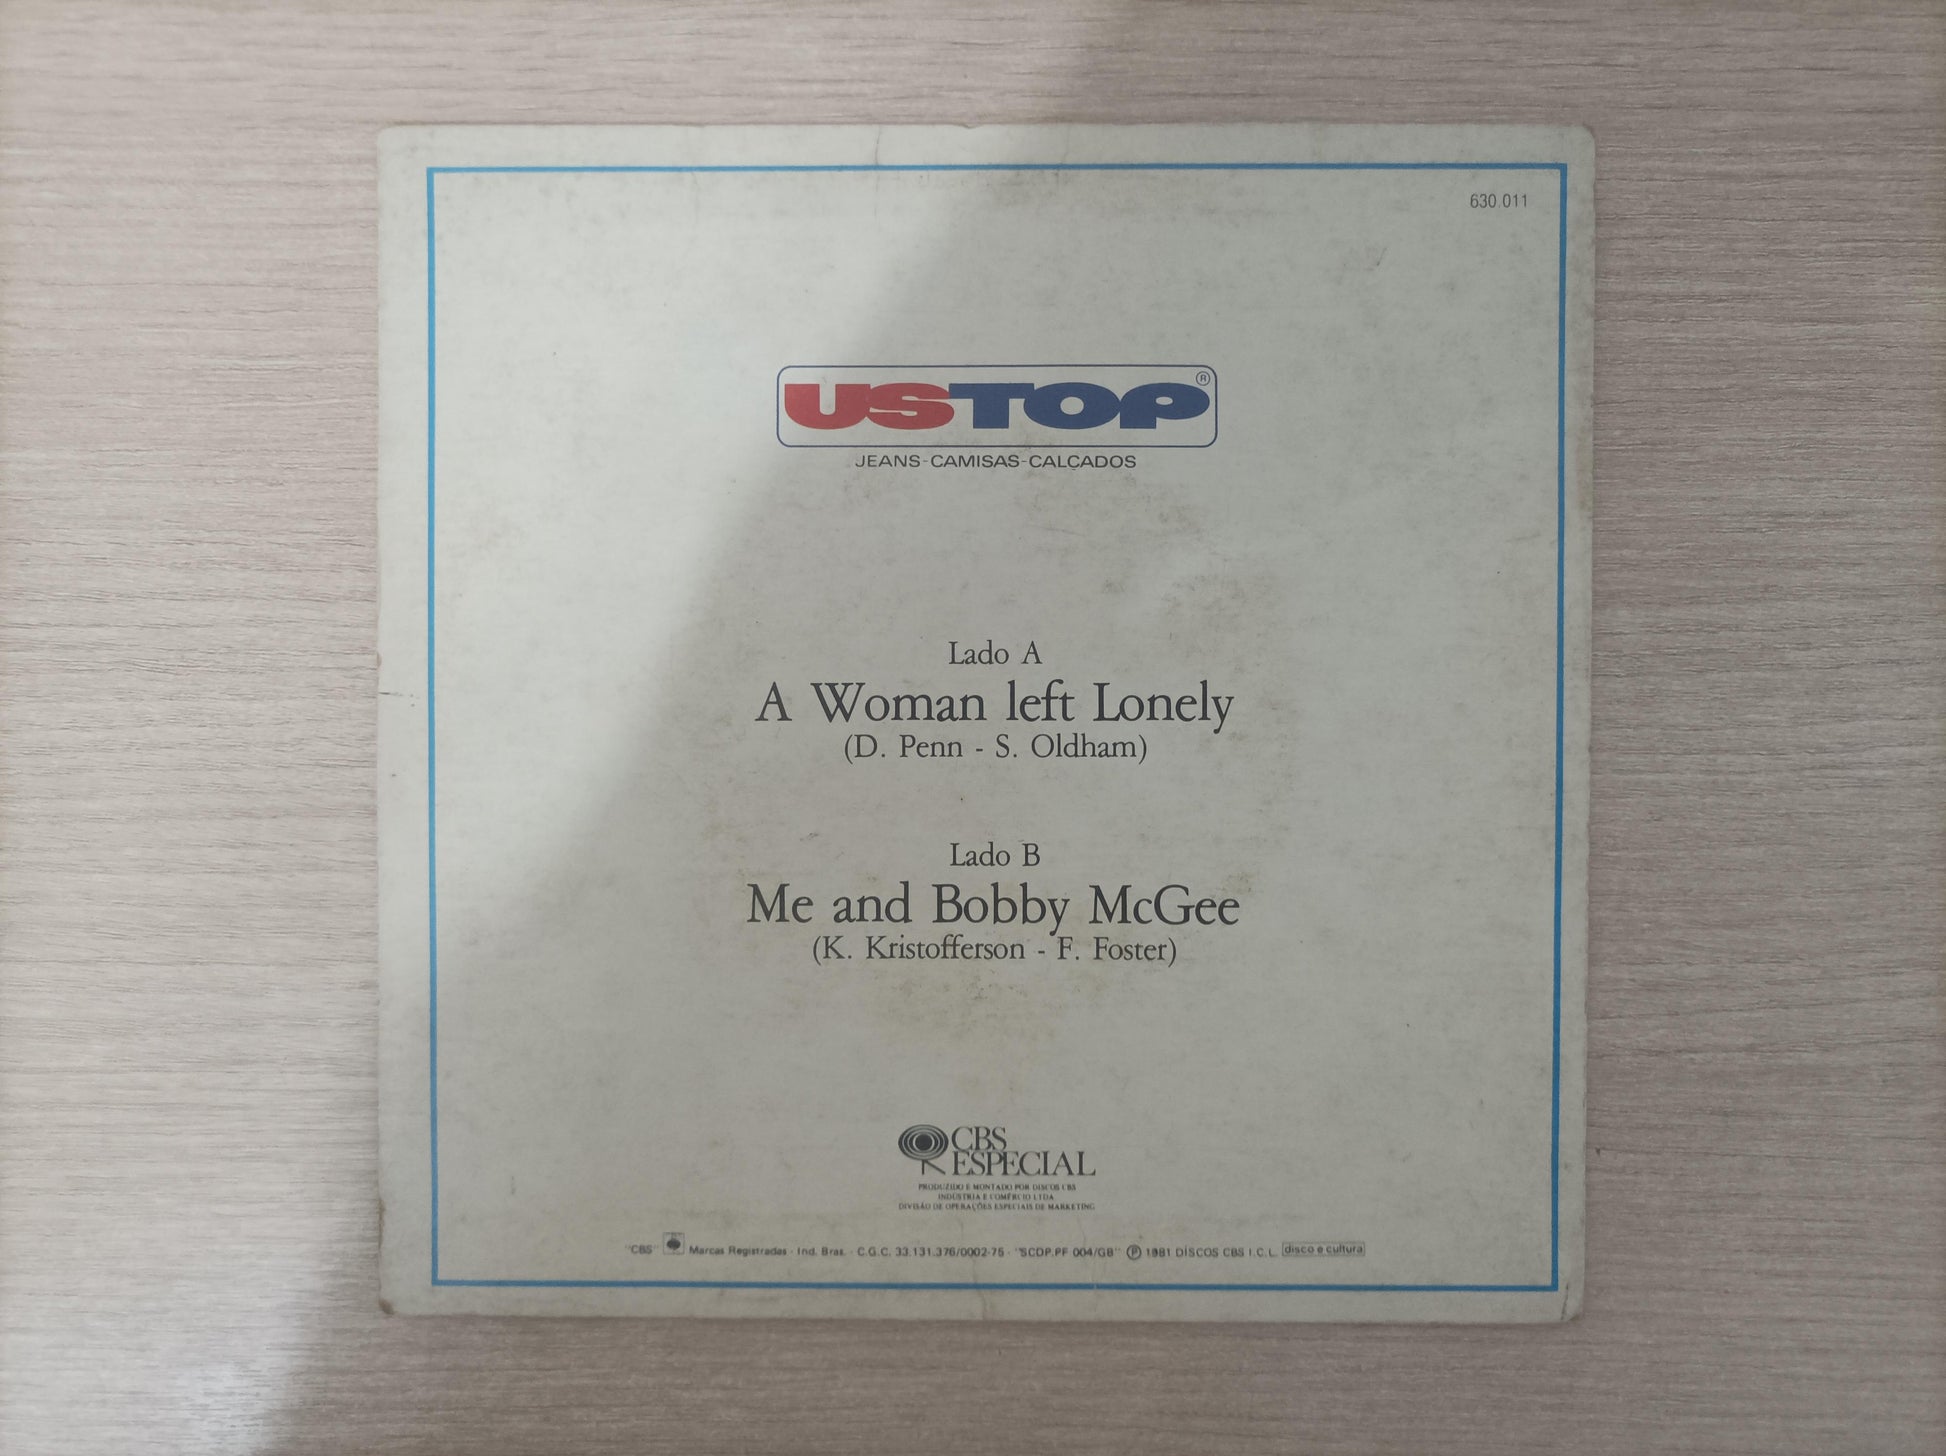 630.011
USTOP®
JEANS-CAMISAS-CALÇADOS
Lado A
A Woman left Lonely
(D. Penn - S. Oldham)
Lado B
Me and Bobby McGee
(K. Kristofferson - F. Foster)
CBS
ESPECIAL
PRODUZIDO E MONTADO POR DISCOS CBS
INDÚSTRIA E COMÉRCIO LTDA
DIVISÃO DE OPERAÇÕES ESPECIAIS DE MARKETING
"CBS" Marcas Registradas · Ind. Bras. · C.G.C. 33.131.376/0002-75 · "SCDP.PF 004/GB" ℗ 1981 DISCOS CBS I.C.L. disco e cultura